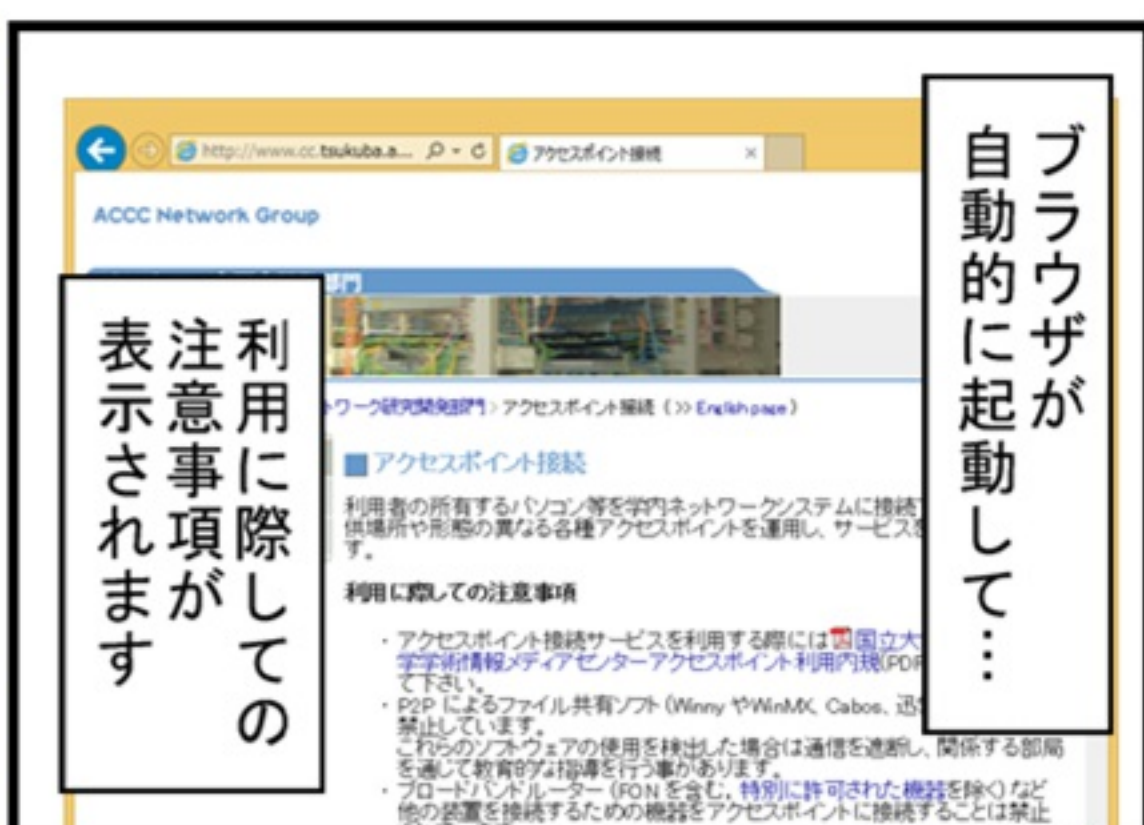 ブラウザが
自動的に起動して…
利用に際しての
注意事項が
表示されます
http://www.cc.tsukuba.a...
アクセスポイント接続
ACCC Network Group
部門
トワーク研究開発部門 > アクセスポイント接続 ( >> English page )
■アクセスポイント接続
利用者の所有するパソコン等を学内ネットワークシステムに接続
供場所や形態の異なる各種アクセスポイントを運用し、サービスを
す。
利用に際しての注意事項
・アクセスポイント接続サービスを利用する際には国立大
学学術情報メディアセンターアクセスポイント利用内規(PDF
て下さい。
・P2P によるファイル共有ソフト (Winny やWinMX, Cabos、迅
禁止しています。
これらのソフトウェアの使用を検出した場合は通信を遮断し、関係する部局
を通じて教育的な指導を行う事があります。
・ブロードバンドルーター (FON を含む。特別に許可された機器を除く) など
他の装置を接続するための機器をアクセスポイントに接続することは禁止